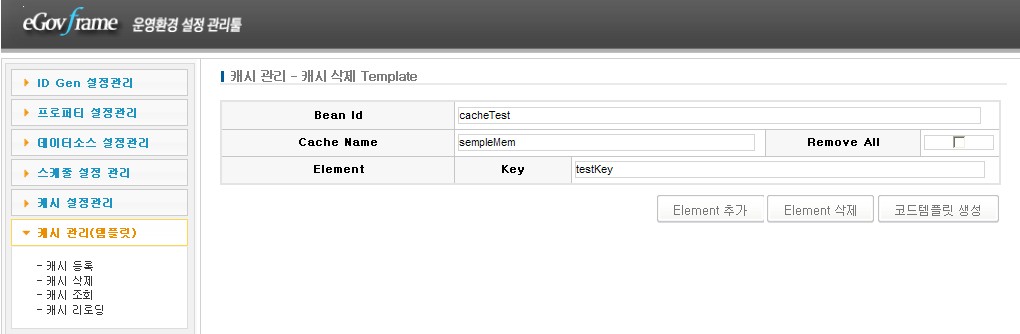 eGovframe 운영환경 설정 관리툴
ID Gen 설정관리
프로퍼티 설정관리
데이터소스 설정관리
스케줄 설정 관리
캐시 설정관리
캐시 관리(템플릿)
- 캐시 등록
- 캐시 삭제
- 캐시 조회
- 캐시 리로딩
캐시 관리 - 캐시 삭제 Template
Bean Id cacheTest
Cache Name sempleMem Remove All
Element Key testKey
Element 추가 Element 삭제 코드템플릿 생성